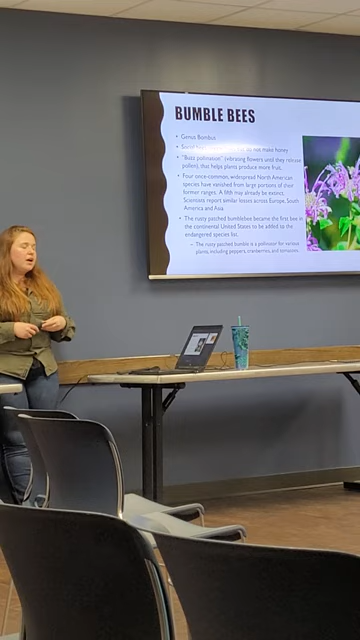 BUMBLE BEES
Genus Bombus
Social
not make honey
"Buzz pollination" (vibrating flowers until they release
pollen), that helps plants produce more fruit.
Four once-common, widespread North American
species have vanished from large portions of their
former ranges. A fifth may already be extinct.
Scientists report similar losses across Europe, South
America and Asia
The rusty patched bumblebee became the first bee in
the continental United States to be added to the
endangered species list.
– The rusty patched bumble is a pollinator for various
plants, including peppers, cranberries, and tomatoes.